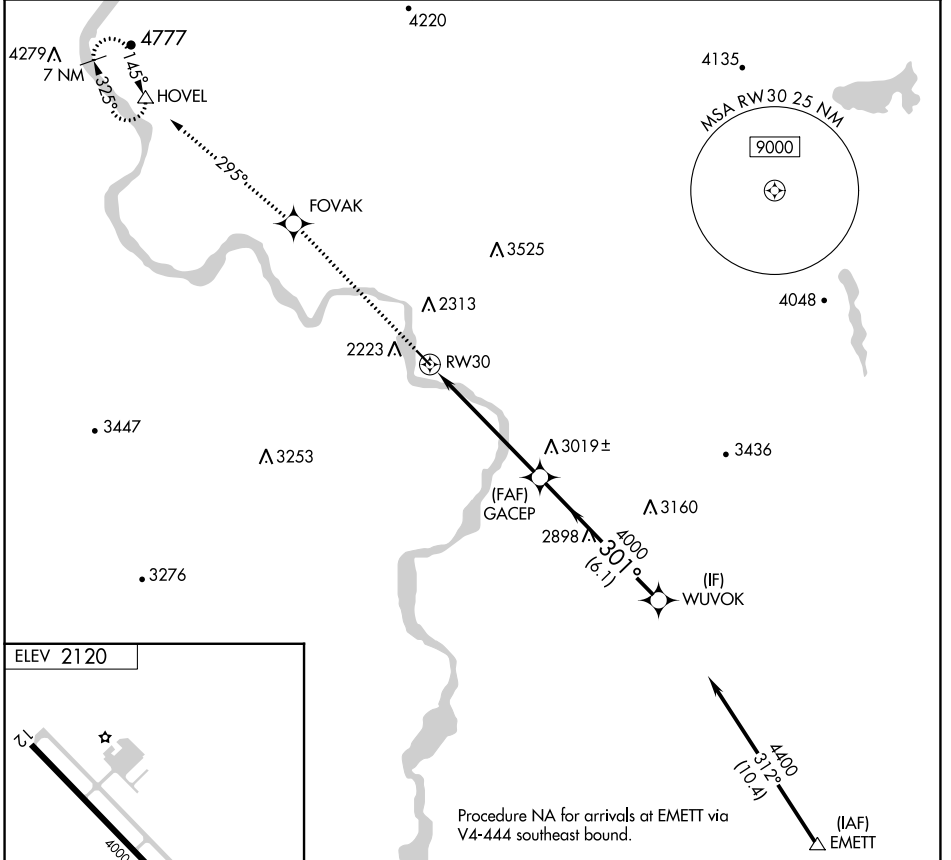 4220
4777
4279
7 NM
145°
325°
HOVEL
4135
MSA RW30 25 NM
9000
295°
FOVAK
3525
4048
2313
2223
RW30
3447
3253
3019±
3436
(FAF)
GACEP
3160
2898
4000
301°
(6.1)
(IF)
WUVOK
3276
ELEV 2120
12
4000
4400
312°
(10.4)
Procedure NA for arrivals at EMETT via
V4-444 southeast bound.
(IAF)
EMETT